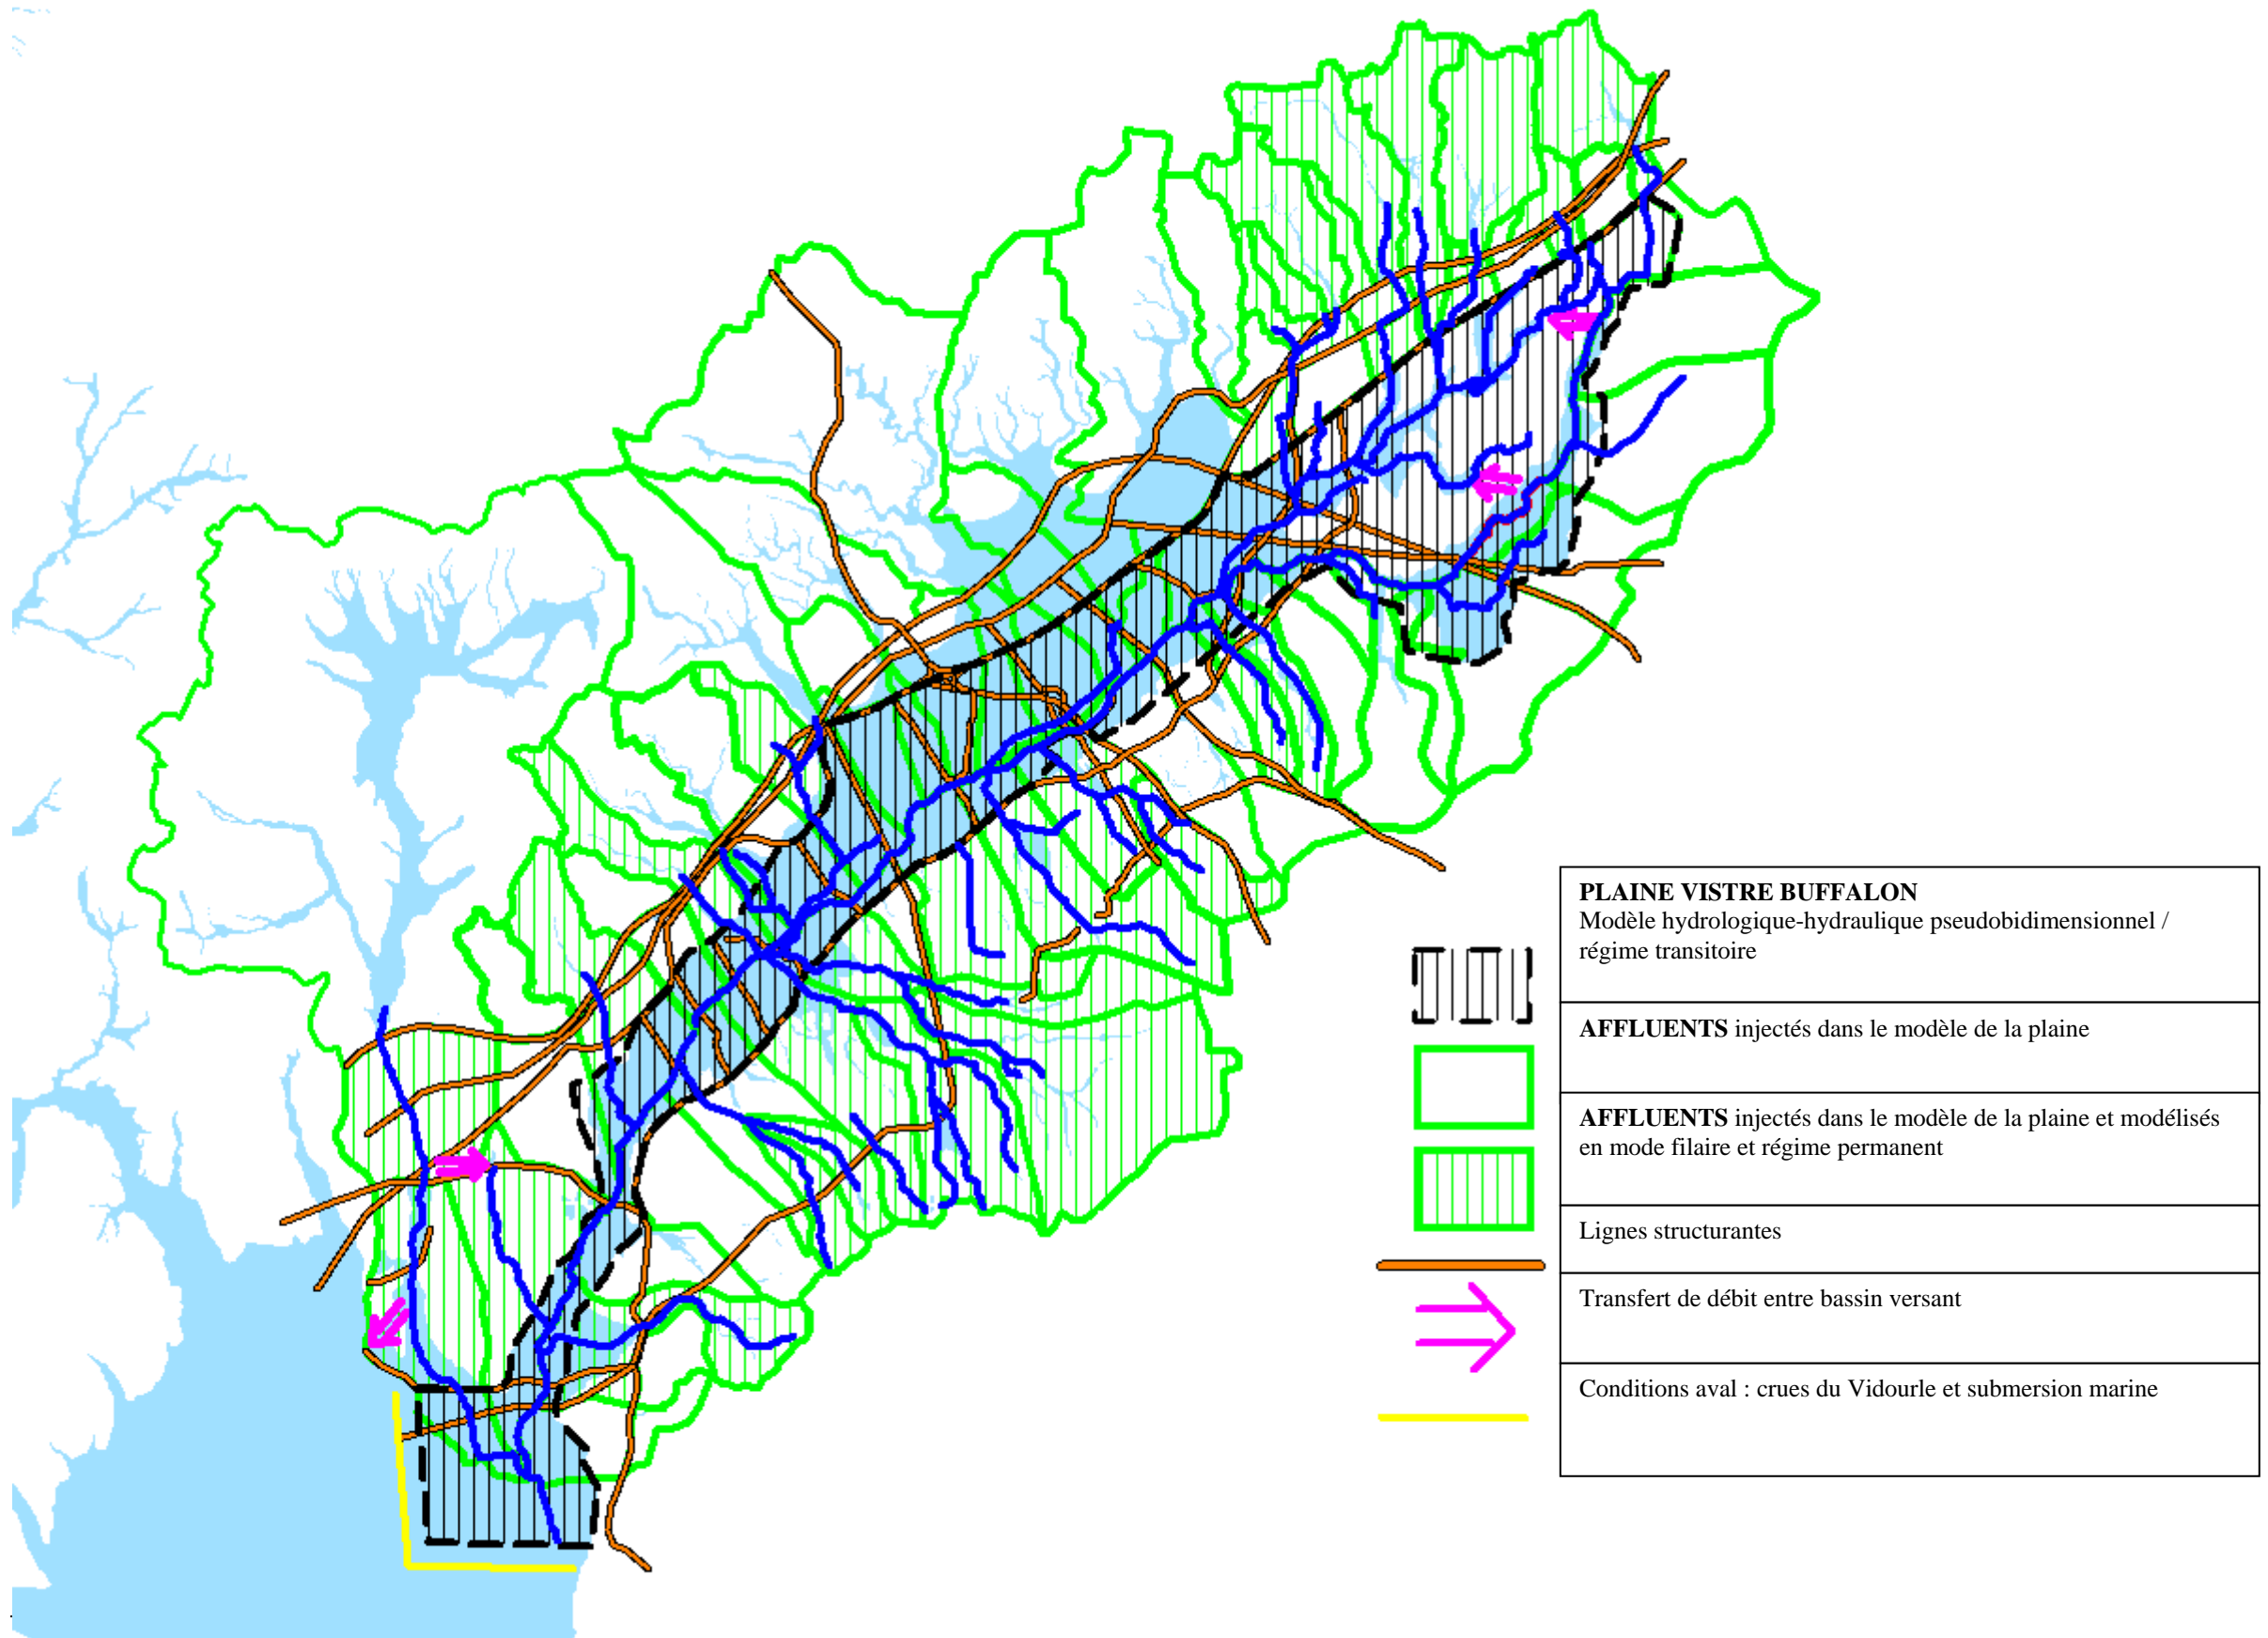 PLAINE VISTRE BUFFALON
Modèle hydrologique-hydraulique pseudobidimensionnel /
régime transitoire
AFFLUENTS injectés dans le modèle de la plaine
AFFLUENTS injectés dans le modèle de la plaine et modélisés
en mode filaire et régime permanent
Lignes structurantes
Transfert de débit entre bassin versant
Conditions aval : crues du Vidourle et submersion marine